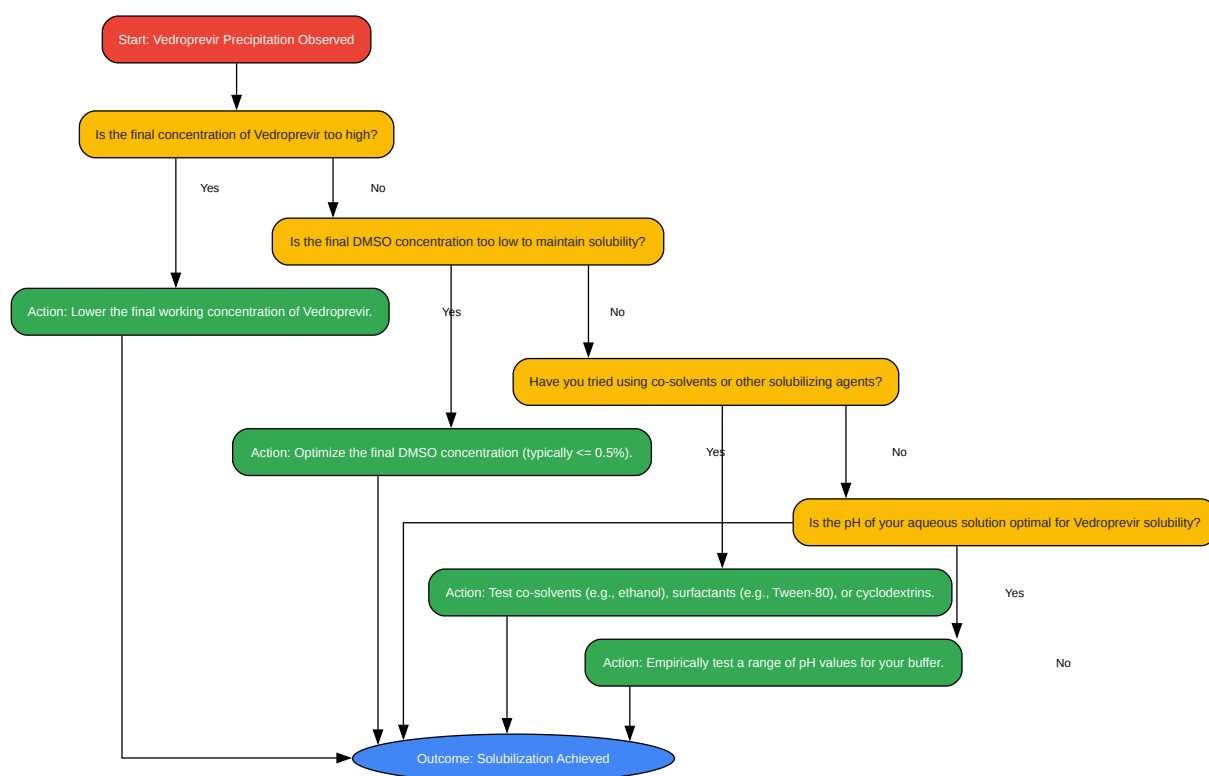 Start: Vedroprevir Precipitation Observed
Is the final concentration of Vedroprevir too high?
Yes
No
Is the final DMSO concentration too low to maintain solubility?
Action: Lower the final working concentration of Vedroprevir.
Yes
No
Have you tried using co-solvents or other solubilizing agents?
Action: Optimize the final DMSO concentration (typically <= 0.5%).
Yes
No
Is the pH of your aqueous solution optimal for Vedroprevir solubility?
Action: Test co-solvents (e.g., ethanol), surfactants (e.g., Tween-80), or cyclodextrins.
Yes
Action: Empirically test a range of pH values for your buffer.
No
Outcome: Solubilization Achieved